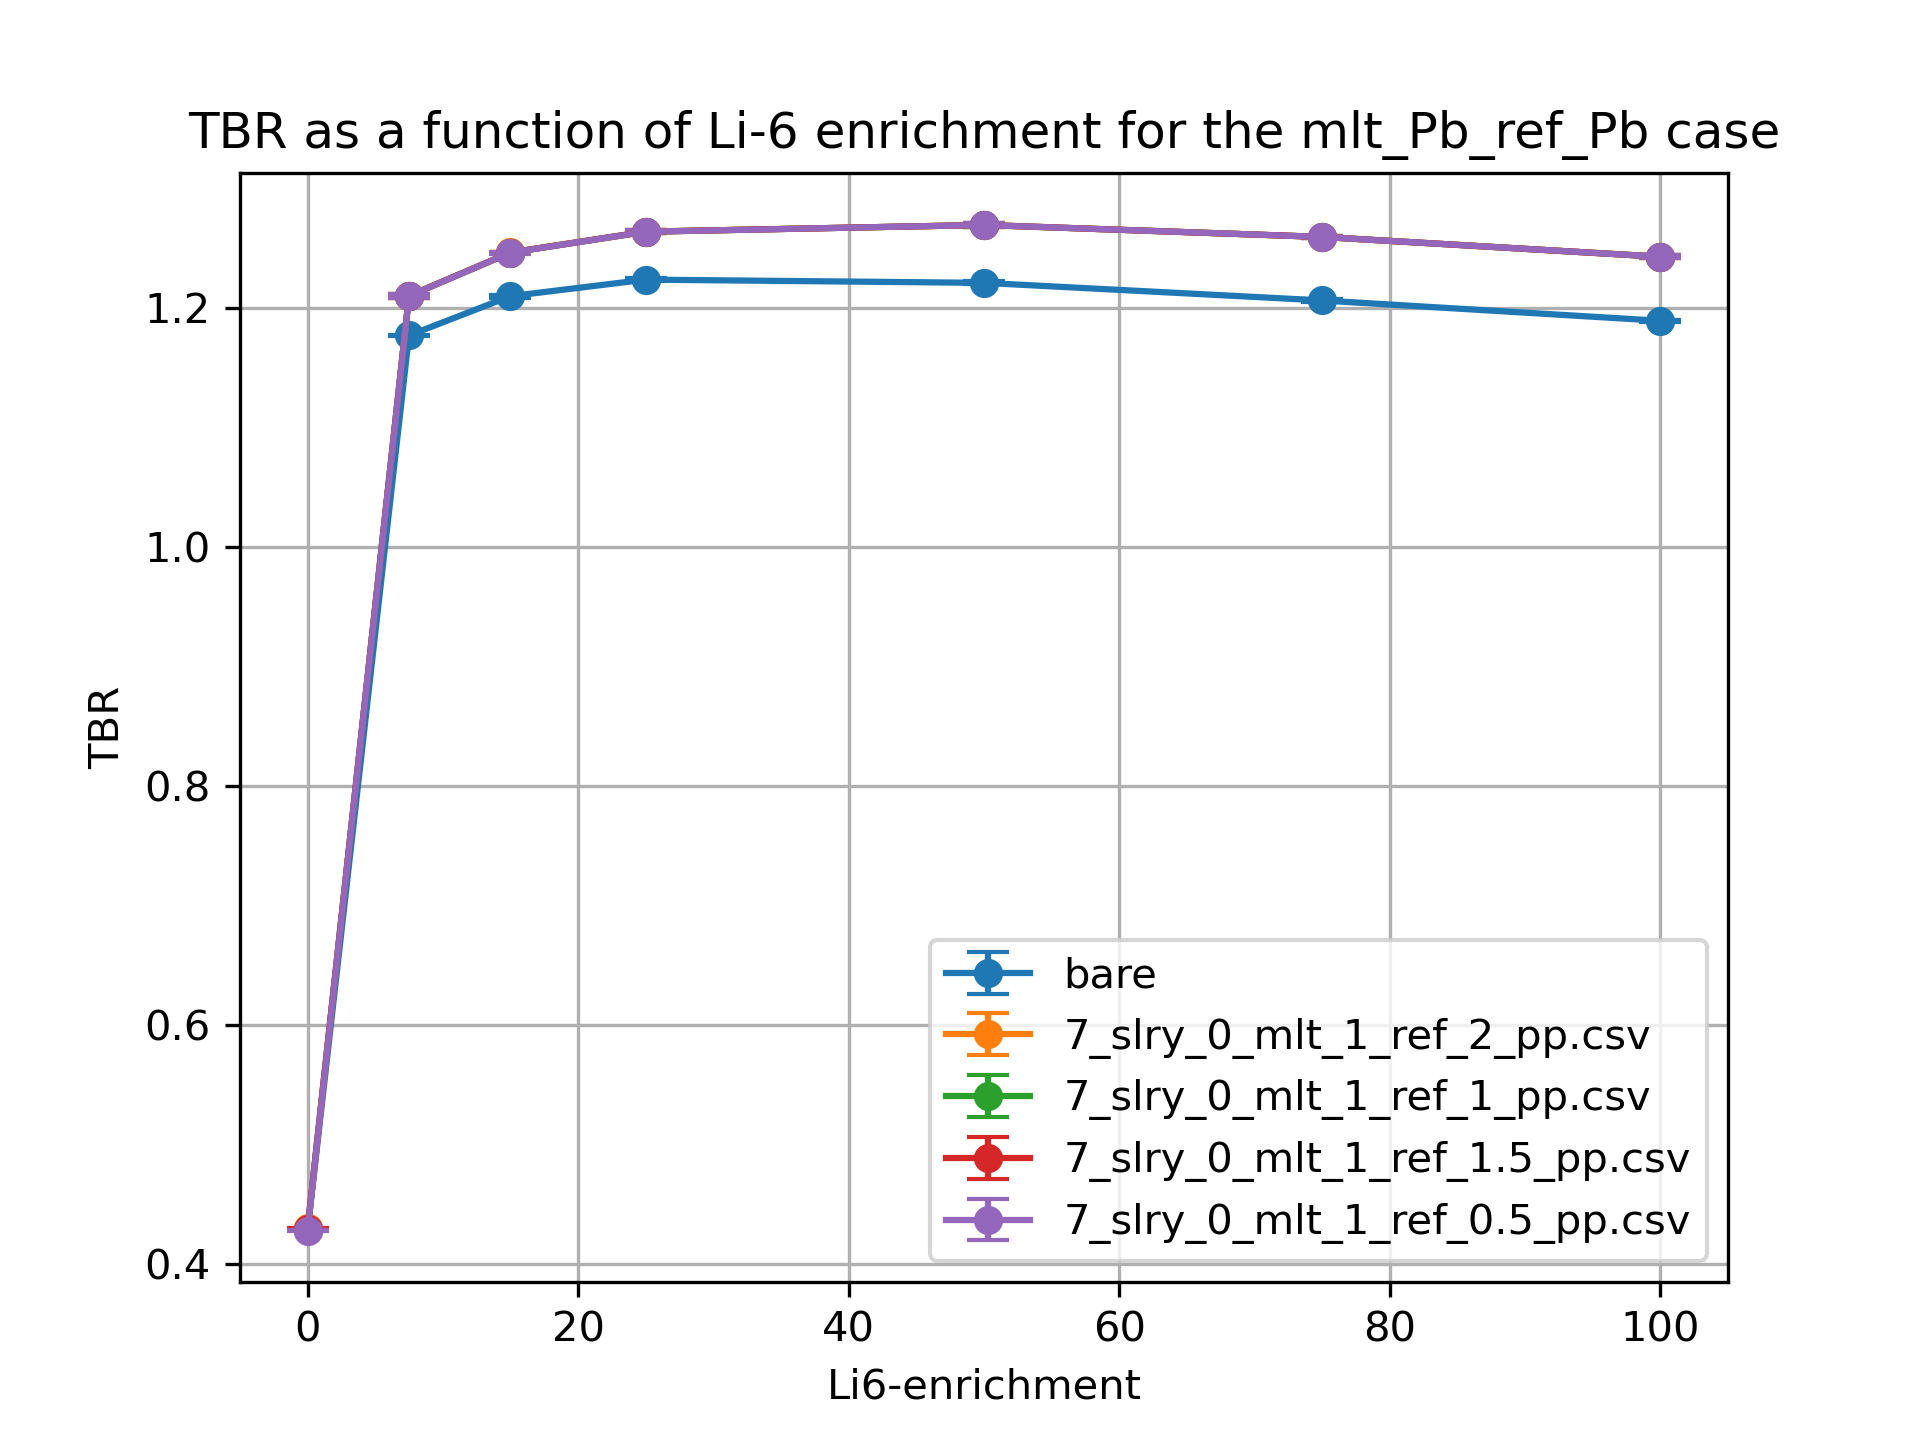 TBR as a function of Li-6 enrichment for the mlt_Pb_ref_Pb case
TBR
1.2
1.0
0.8
0.6
0.4
0 20 40 60 80 100
Li6-enrichment
bare
7_slry_0_mlt_1_ref_2_pp.csv
7_slry_0_mlt_1_ref_1_pp.csv
7_slry_0_mlt_1_ref_1.5_pp.csv
7_slry_0_mlt_1_ref_0.5_pp.csv